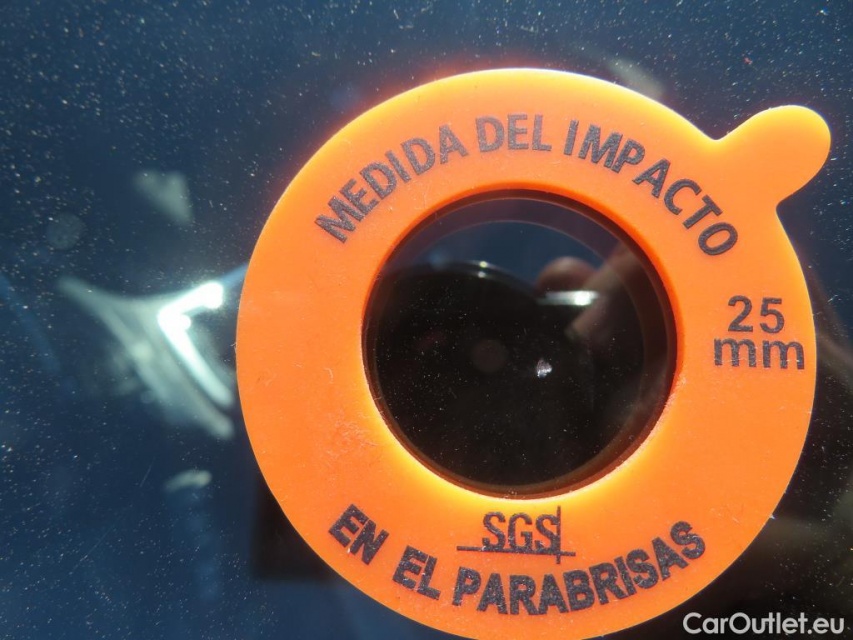 MEDIDA DEL IMPACTO
25
mm
SGS
EN EL PARABRISAS
CarOutlet.eu